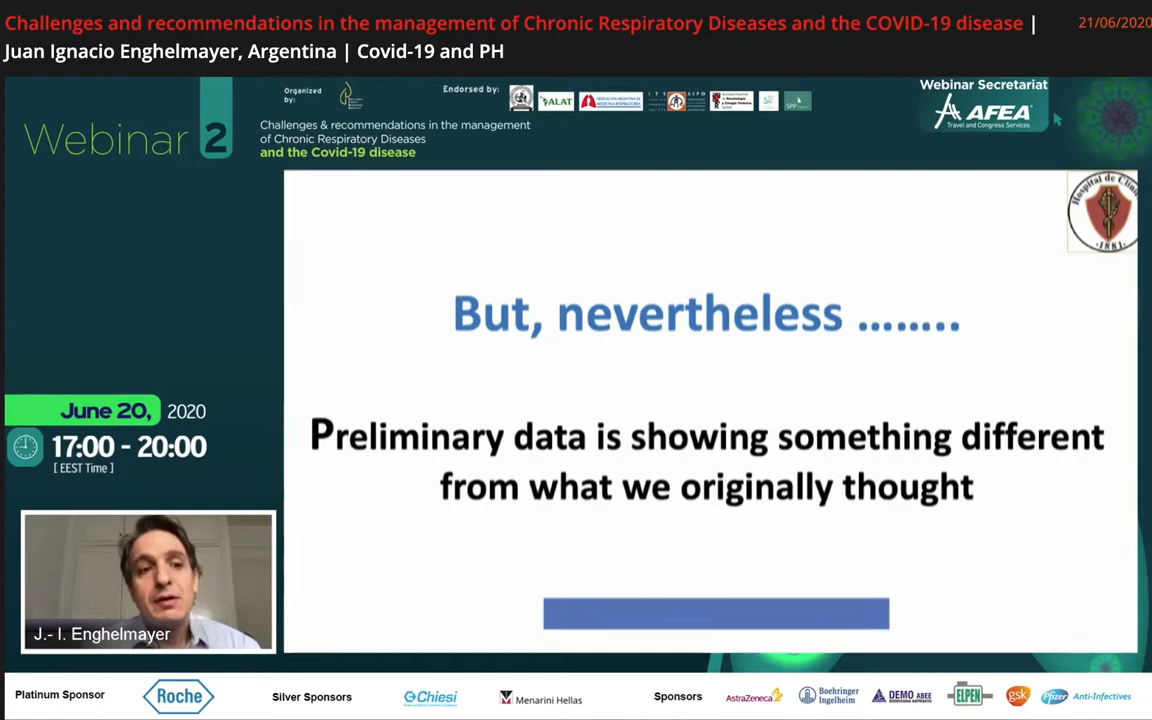 Challenges and recommendations in the management of Chronic Respiratory Diseases and the COVID-19 disease |
21/06/2020
Juan Ignacio Enghelmayer, Argentina | Covid-19 and PH
Webinar 2
Organized by:
Endorsed by:
ALAT
Challenges & recommendations in the management
of Chronic Respiratory Diseases
and the Covid-19 disease
Webinar Secretariat
AFEA
Travel and Congress Services
Hospital de Clíni
1881
But, nevertheless ........
Preliminary data is showing something different
from what we originally thought
June 20, 2020
17:00 - 20:00
[ EEST Time ]
J.- I. Enghelmayer
Platinum Sponsor
Roche
Silver Sponsors
Chiesi
Menarini Hellas
Sponsors
AstraZeneca
Boehringer
Ingelheim
DEMO ABEE
ELPEN
gsk
Pfizer Anti-Infectives